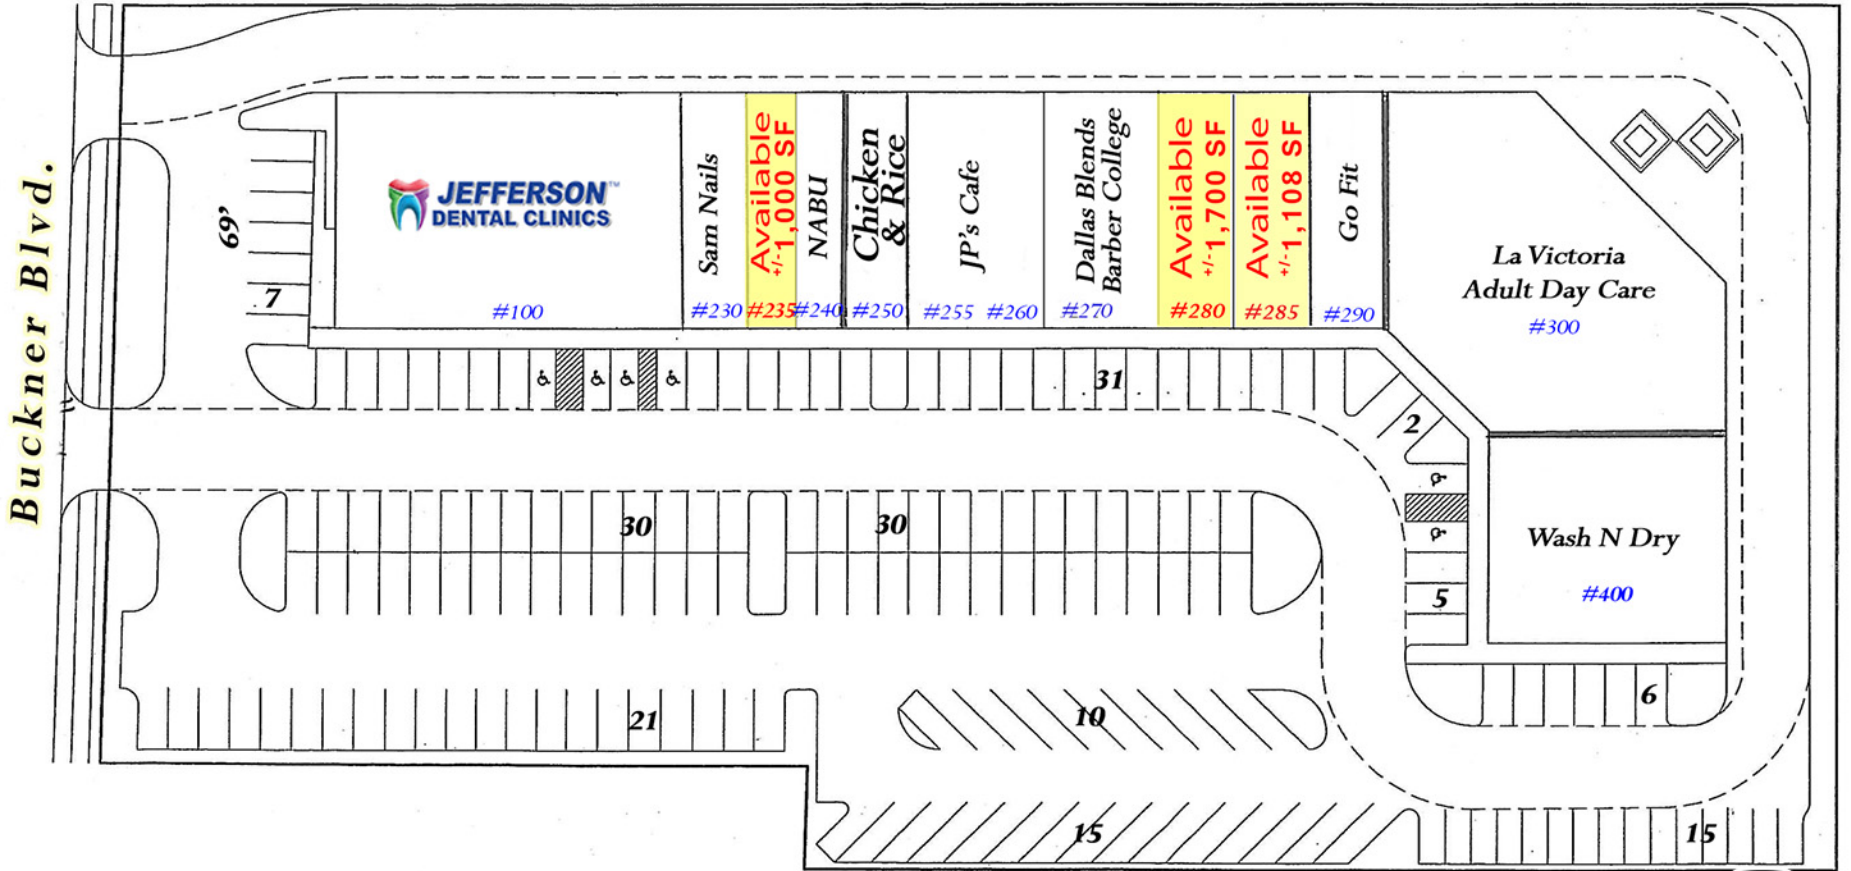 Buckner Blvd.
69'
7
JEFFERSON™
DENTAL CLINICS
#100
Sam Nails
#230
Available
+/-1,000 SF
#235
NABU
#240
Chicken
& Rice
#250
JP's Cafe
#255 #260
Dallas Blends
Barber College
#270
Available
+/-1,700 SF
#280
Available
+/-1,108 SF
#285
Go Fit
#290
La Victoria
Adult Day Care
#300
31
2
5
Wash N Dry
#400
30
30
21
10
6
15
15